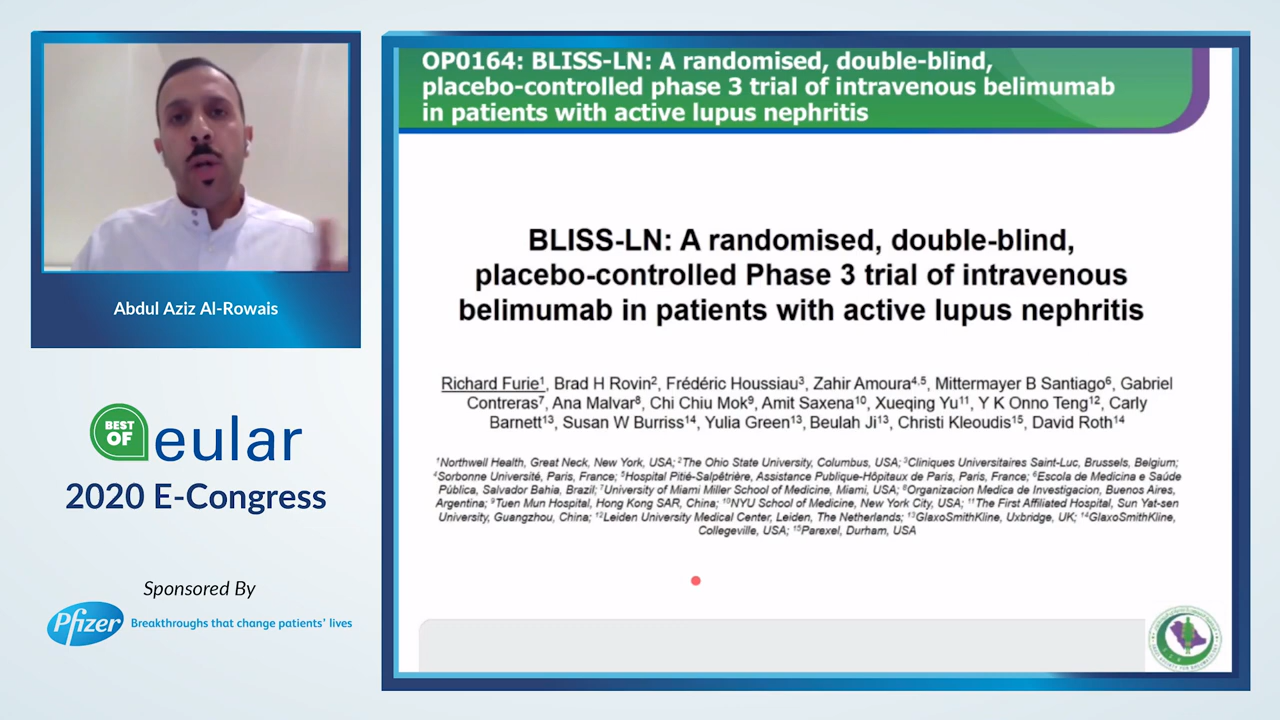 Abdul Aziz Al-Rowais
BEST
OF
eular
2020 E-Congress
Sponsored By
Pfizer
Breakthroughs that change patients' lives
OP0164: BLISS-LN: A randomised, double-blind,
placebo-controlled phase 3 trial of intravenous belimumab
in patients with active lupus nephritis
BLISS-LN: A randomised, double-blind,
placebo-controlled Phase 3 trial of intravenous
belimumab in patients with active lupus nephritis
Richard Furie¹, Brad H Rovin², Frédéric Houssiau³, Zahir Amoura⁴,⁵, Mittermayer B Santiago⁶, Gabriel
Contreras⁷, Ana Malvar⁸, Chi Chiu Mok⁹, Amit Saxena¹⁰, Xueqing Yu¹¹, Y K Onno Teng¹², Carly
Barnett¹³, Susan W Burriss¹⁴, Yulia Green¹³, Beulah Ji¹³, Christi Kleoudis¹⁵, David Roth¹⁴
¹Northwell Health, Great Neck, New York, USA; ²The Ohio State University, Columbus, USA; ³Cliniques Universitaires Saint-Luc, Brussels, Belgium;
⁴Sorbonne Université, Paris, France; ⁵Hospital Pitié-Salpêtrière, Assistance Publique-Hôpitaux de Paris, Paris, France; ⁶Escola de Medicina e Saúde
Pública, Salvador Bahia, Brazil; ⁷University of Miami Miller School of Medicine, Miami, USA; ⁸Organizacion Medica de Investigacion, Buenos Aires,
Argentina; ⁹Tuen Mun Hospital, Hong Kong SAR, China; ¹⁰NYU School of Medicine, New York City, USA; ¹¹The First Affiliated Hospital, Sun Yat-sen
University, Guangzhou, China; ¹²Leiden University Medical Center, Leiden, The Netherlands; ¹³GlaxoSmithKline, Uxbridge, UK; ¹⁴GlaxoSmithKline,
Collegeville, USA; ¹⁵Parexel, Durham, USA